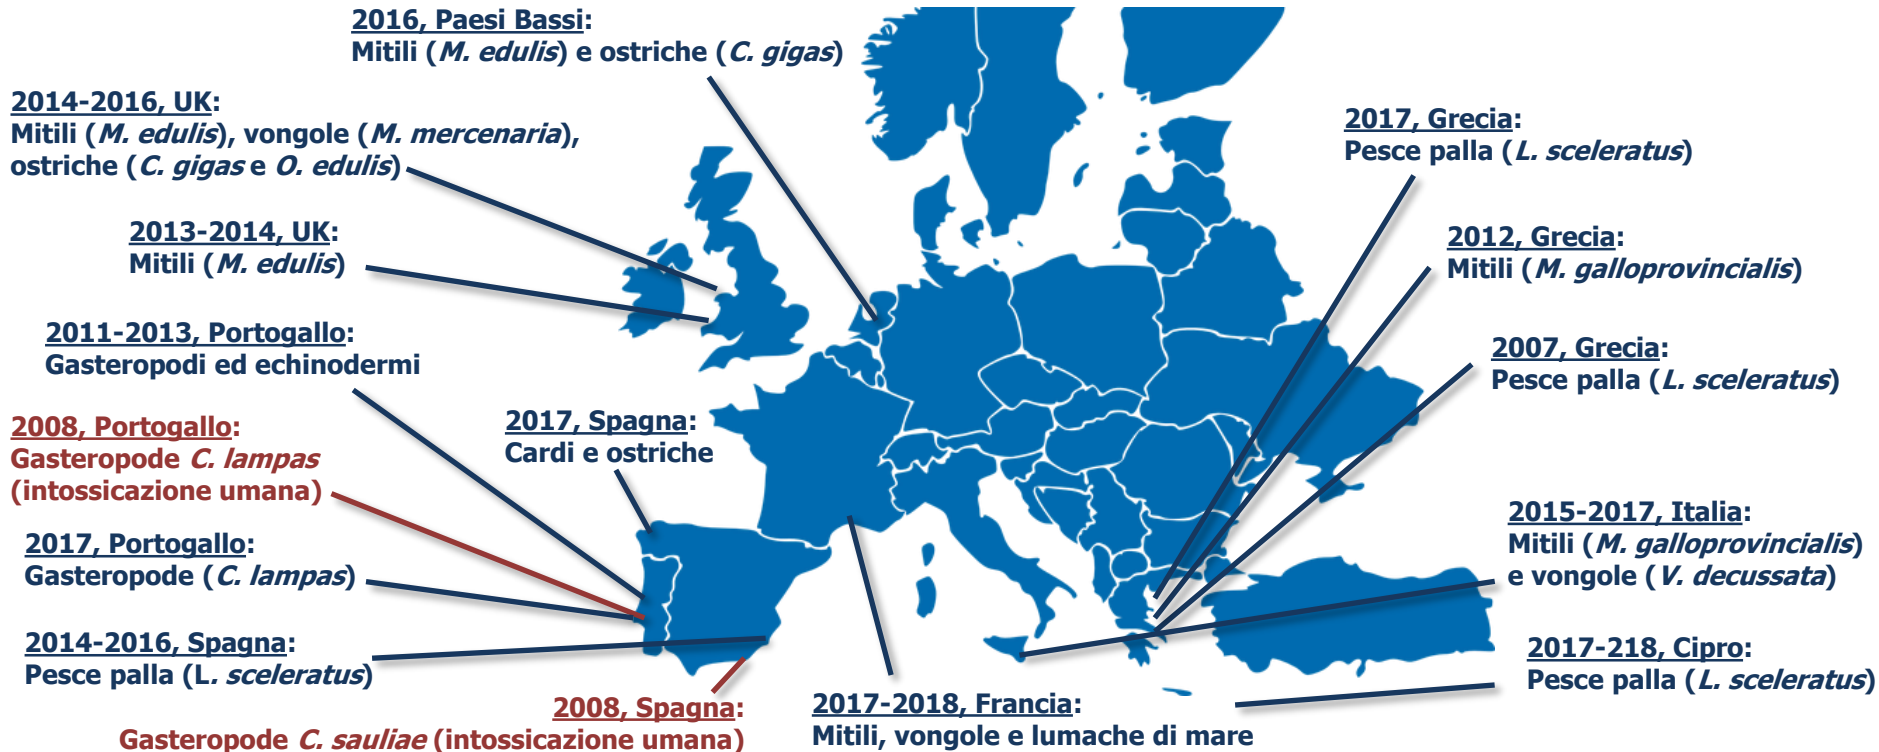 2016, Paesi Bassi:
Mitili (M. edulis) e ostriche (C. gigas)
2014-2016, UK:
Mitili (M. edulis), vongole (M. mercenaria),
ostriche (C. gigas e O. edulis)
2013-2014, UK:
Mitili (M. edulis)
2011-2013, Portogallo:
Gasteropodi ed echinodermi
2008, Portogallo:
Gasteropode C. lampas
(intossicazione umana)
2017, Portogallo:
Gasteropode (C. lampas)
2014-2016, Spagna:
Pesce palla (L. sceleratus)
2008, Spagna:
Gasteropode C. sauliae (intossicazione umana)
2017, Spagna:
Cardi e ostriche
2017-2018, Francia:
Mitili, vongole e lumache di mare
2017, Grecia:
Pesce palla (L. sceleratus)
2012, Grecia:
Mitili (M. galloprovincialis)
2007, Grecia:
Pesce palla (L. sceleratus)
2015-2017, Italia:
Mitili (M. galloprovincialis)
e vongole (V. decussata)
2017-218, Cipro:
Pesce palla (L. sceleratus)